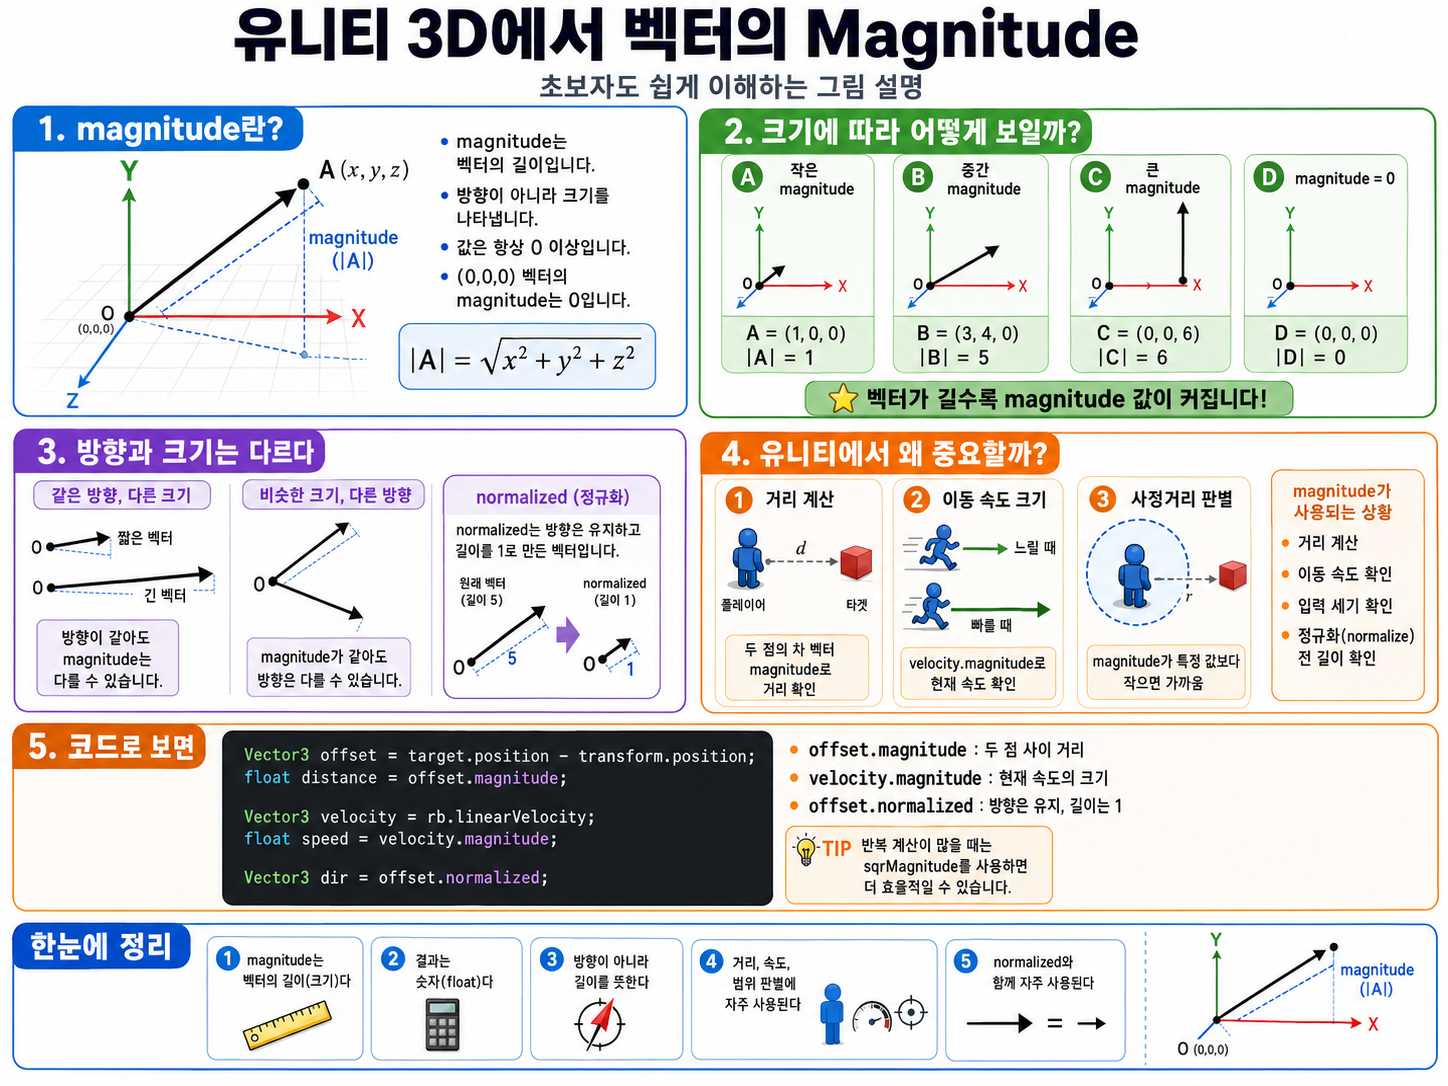 유니티 3D에서 벡터의 Magnitude
초보자도 쉽게 이해하는 그림 설명
1. magnitude란?
Y
A (x, y, z)
magnitude
(|A|)
O
(0,0,0)
X
Z
• magnitude는
벡터의 길이입니다.
• 방향이 아니라 크기를
나타냅니다.
• 값은 항상 0 이상입니다.
• (0,0,0) 벡터의
magnitude는 0입니다.
|A| = √x² + y² + z²
2. 크기에 따라 어떻게 보일까?
A 작은
magnitude
Y
O
X
A = (1, 0, 0)
|A| = 1
B 중간
magnitude
Y
O
X
B = (3, 4, 0)
|B| = 5
C 큰
magnitude
Y
O
X
C = (0, 0, 6)
|C| = 6
D magnitude = 0
Y
O
X
D = (0, 0, 0)
|D| = 0
벡터가 길수록 magnitude 값이 커집니다!
3. 방향과 크기는 다르다
같은 방향, 다른 크기
O 짧은 벡터
O 긴 벡터
방향이 같아도
magnitude는
다를 수 있습니다.
비슷한 크기, 다른 방향
O
magnitude가 같아도
방향은 다를 수 있습니다.
normalized (정규화)
normalized는 방향은 유지하고
길이를 1로 만든 벡터입니다.
원래 벡터
(길이 5)
O
5
normalized
(길이 1)
O
1
4. 유니티에서 왜 중요할까?
1 거리 계산
d
플레이어
타겟
두 점의 차 벡터
magnitude로
거리 확인
2 이동 속도 크기
느릴 때
빠를 때
velocity.magnitude로
현재 속도 확인
3 사정거리 판별
r
magnitude가 특정 값보다
작으면 가까움
magnitude가
사용되는 상황
• 거리 계산
• 이동 속도 확인
• 입력 세기 확인
• 정규화(normalize)
전 길이 확인
5. 코드로 보면
Vector3 offset = target.position - transform.position;
float distance = offset.magnitude;
Vector3 velocity = rb.linearVelocity;
float speed = velocity.magnitude;
Vector3 dir = offset.normalized;
• offset.magnitude : 두 점 사이 거리
• velocity.magnitude : 현재 속도의 크기
• offset.normalized : 방향은 유지, 길이는 1
TIP 반복 계산이 많을 때는
sqrMagnitude를 사용하면
더 효율적일 수 있습니다.
한눈에 정리
1 magnitude는
벡터의 길이(크기)다
2 결과는
숫자(float)다
3 방향이 아니라
길이를 뜻한다
4 거리, 속도,
범위 판별에
자주 사용된다
5 normalized와
함께 자주 사용된다
=
Y
magnitude
(|A|)
X
O (0,0,0)